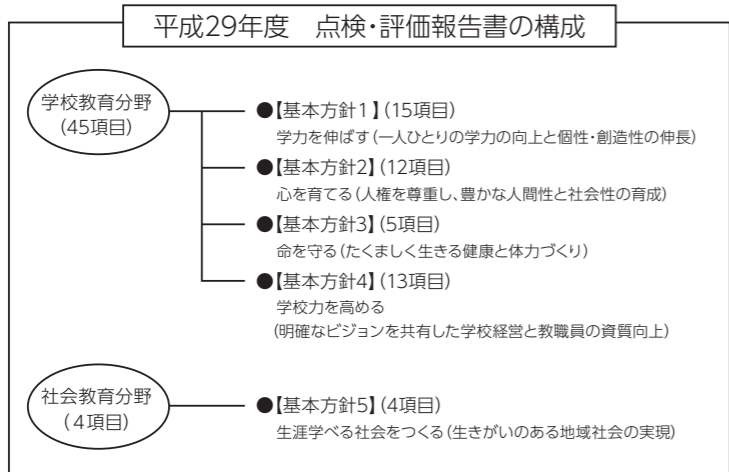 平成29年度　点検・評価報告書の構成
学校教育分野
(45項目)
●【基本方針1】(15項目)
学力を伸ばす(一人ひとりの学力の向上と個性・創造性の伸長)
●【基本方針2】(12項目)
心を育てる(人権を尊重し、豊かな人間性と社会性の育成)
●【基本方針3】(5項目)
命を守る(たくましく生きる健康と体力づくり)
●【基本方針4】(13項目)
学校力を高める
(明確なビジョンを共有した学校経営と教職員の資質向上)
社会教育分野
(4項目)
●【基本方針5】(4項目)
生涯学べる社会をつくる(生きがいのある地域社会の実現)